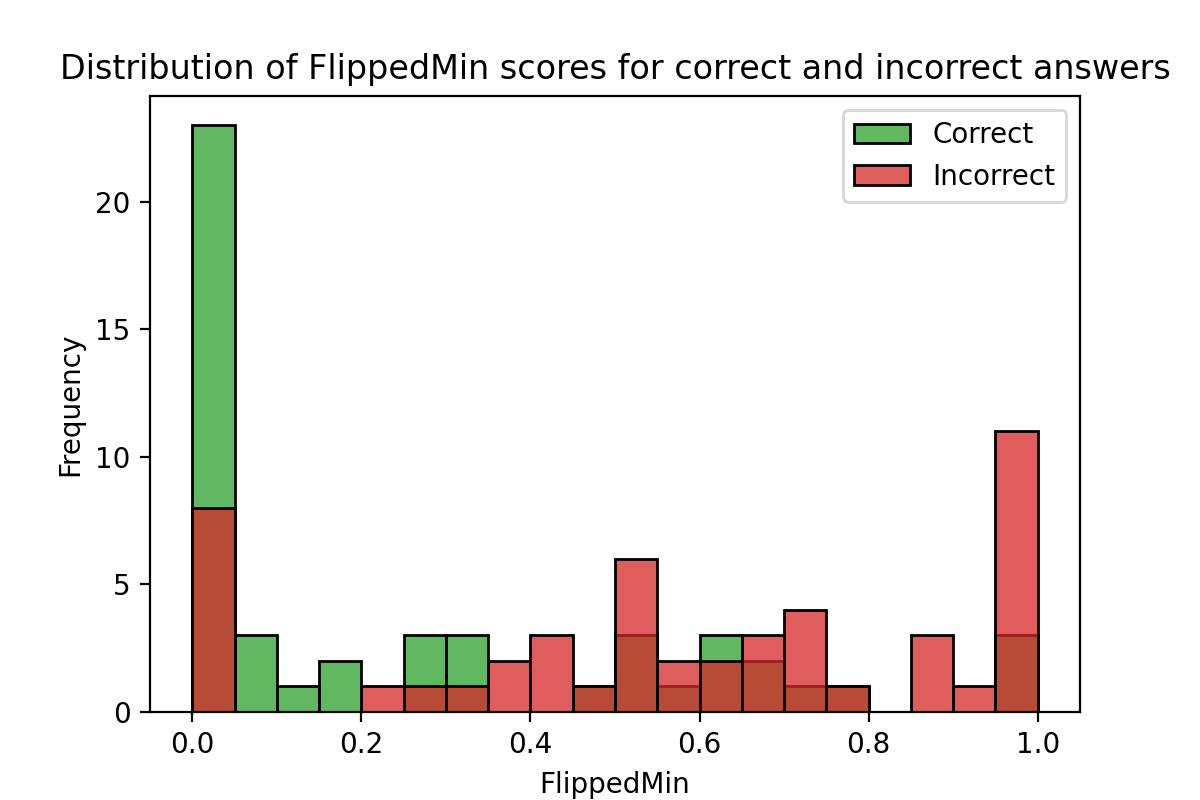 Distribution of FlippedMin scores for correct and incorrect answers
Correct
Incorrect
Frequency
20
15
10
5
0
0.0 0.2 0.4 0.6 0.8 1.0
FlippedMin